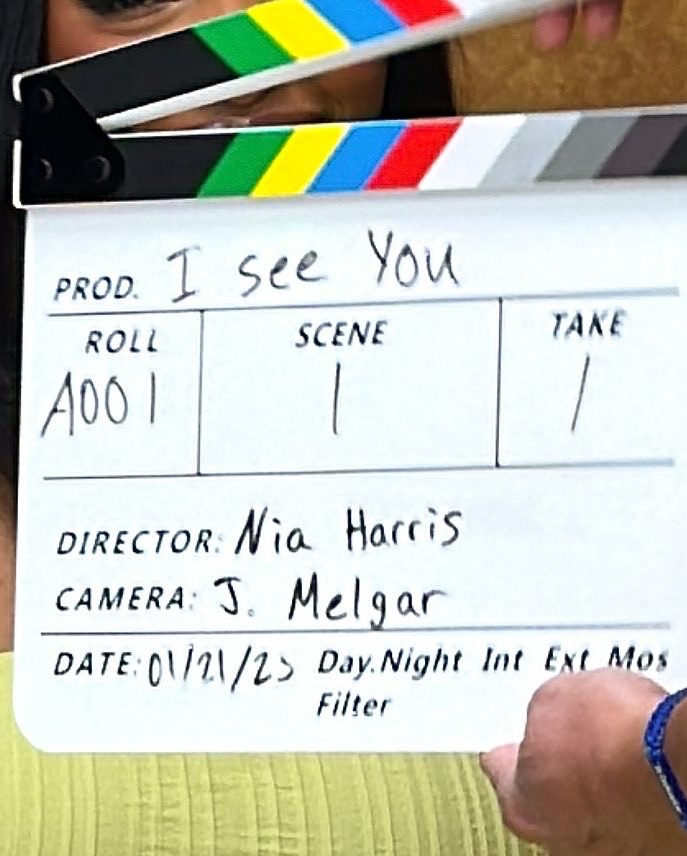 PROD. I see You
ROLL SCENE TAKE
A001 1 1
DIRECTOR: Nia Harris
CAMERA: J. Melgar
DATE: 01/21/25 Day.Night Int Ext Mos
Filter